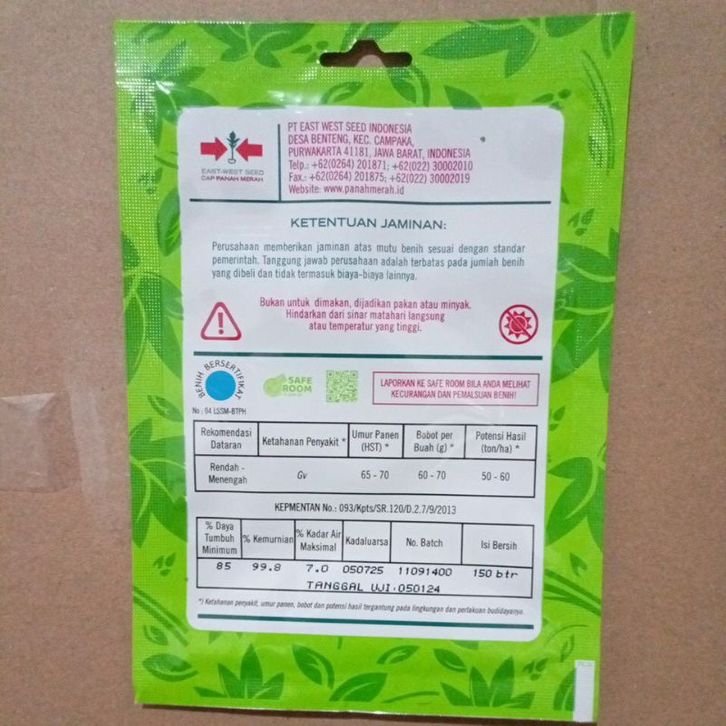 PT EAST WEST SEED INDONESIA
DESA BENTENG, KEC. CAMPAKA,
PURWAKARTA 41181, JAWA BARAT, INDONESIA
Telp.: +62(0264) 201871; +62(022) 30002010
Fax.: +62(0264) 201875; +62(022) 30002019
Website: www.panahmerah.id
EAST-WEST SEED
CAP PANAH MERAH
KETENTUAN JAMINAN:
Perusahaan memberikan jaminan atas mutu benih sesuai dengan standar
pemerintah. Tanggung jawab perusahaan adalah terbatas pada jumlah benih
yang dibeli dan tidak termasuk biaya-biaya lainnya.
Bukan untuk dimakan, dijadikan pakan atau minyak.
Hindarkan dari sinar matahari langsung
atau temperatur yang tinggi.
BENIH BERSERTIFIKAT
No : 04 LSSM-BTPH
SAFE
ROOM
LAPORKAN KE SAFE ROOM BILA ANDA MELIHAT
KECURANGAN DAN PEMALSUAN BENIH!
Rekomendasi Dataran Ketahanan Penyakit * Umur Panen (HST) * Bobot per Buah (g) * Potensi Hasil (ton/ha) *
Rendah - Menengah Gv 65 - 70 60 - 70 50 - 60
KEPMENTAN No.: 093/Kpts/SR.120/D.2.7/9/2013
% Daya Tumbuh Minimum % Kemurnian % Kadar Air Maksimal Kadaluarsa No. Batch Isi Bersih
85 99.8 7.0 050725 11091400 150 btr
TANGGAL UJI:050124
*) Ketahanan penyakit, umur panen, bobot dan potensi hasil tergantung pada lingkungan dan perlakuan budidayanya.